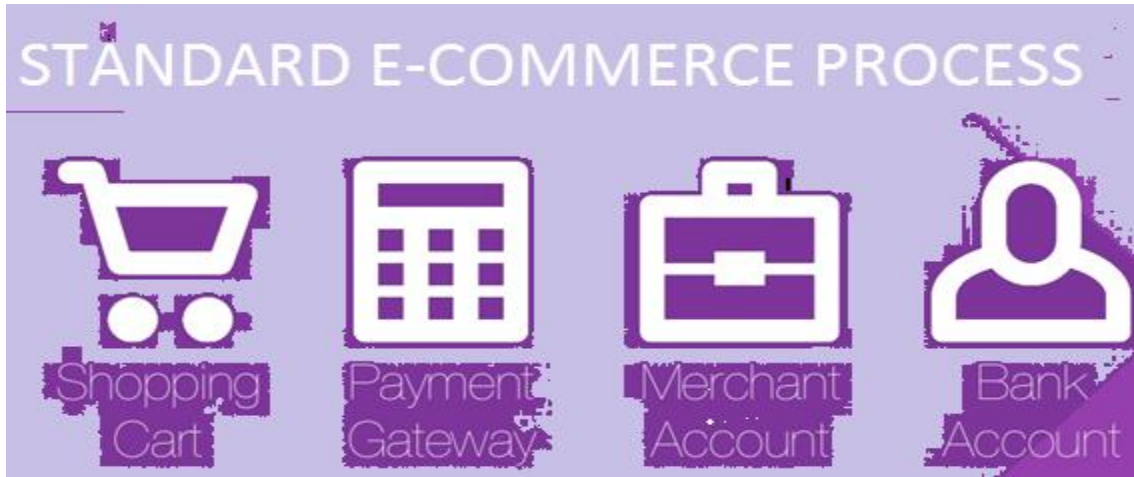 STANDARD E-COMMERCE PROCESS
Shopping Payment Merchant Bank
Cart Gateway Account Account